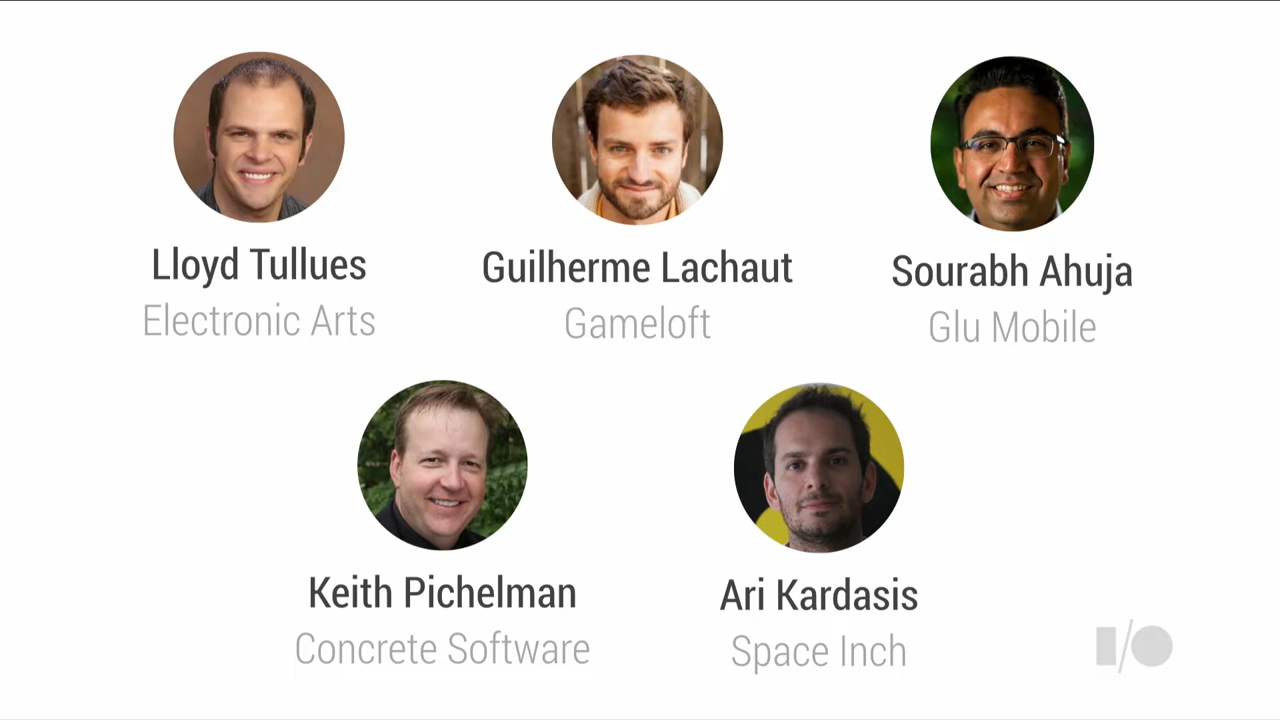 Lloyd Tullues
Electronic Arts
Guilherme Lachaut
Gameloft
Sourabh Ahuja
Glu Mobile
Keith Pichelman
Concrete Software
Ari Kardasis
Space Inch
I/O